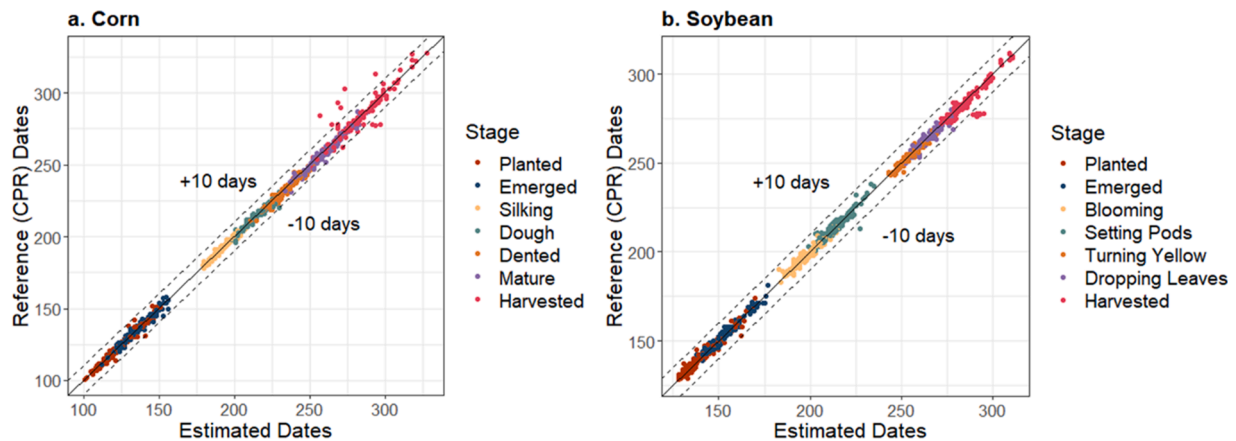 a. Corn
Reference (CPR) Dates
300
250
200
150
100
+10 days
-10 days
100 150 200 250 300
Estimated Dates
Stage
Planted
Emerged
Silking
Dough
Dented
Mature
Harvested
b. Soybean
Reference (CPR) Dates
300
250
200
150
+10 days
-10 days
150 200 250 300
Estimated Dates
Stage
Planted
Emerged
Blooming
Setting Pods
Turning Yellow
Dropping Leaves
Harvested